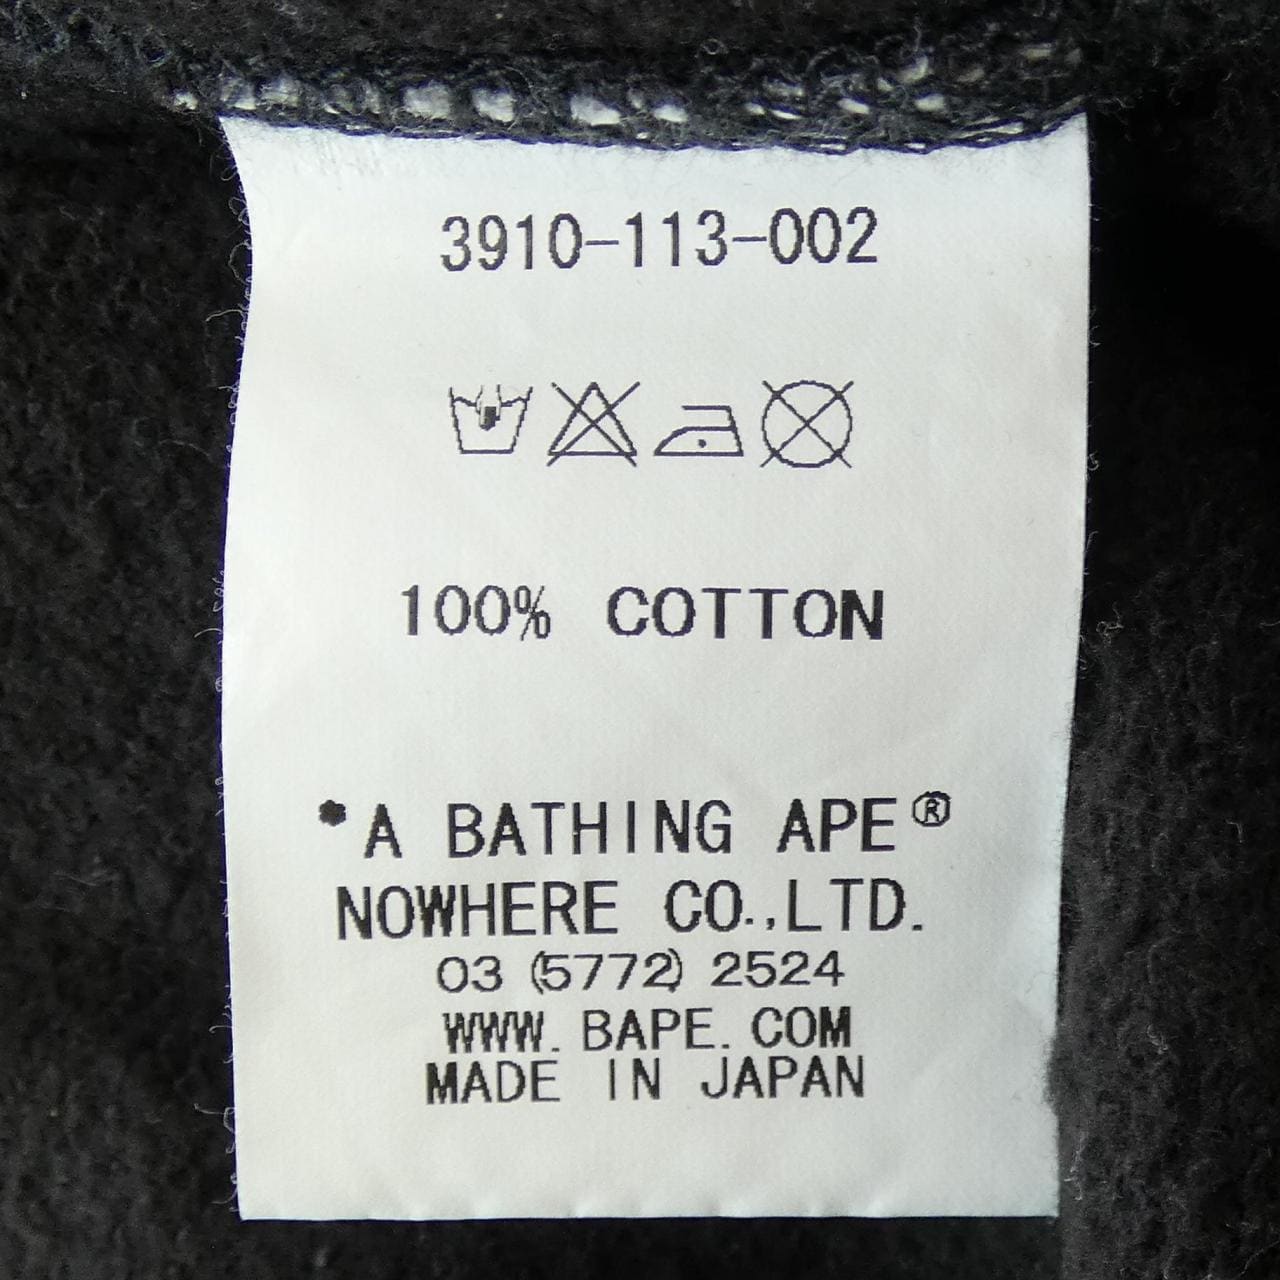 3910-113-002
100% COTTON
*A BATHING APE®
NOWHERE CO.,LTD.
03 (5772) 2524
WWW. BAPE. COM
MADE IN JAPAN